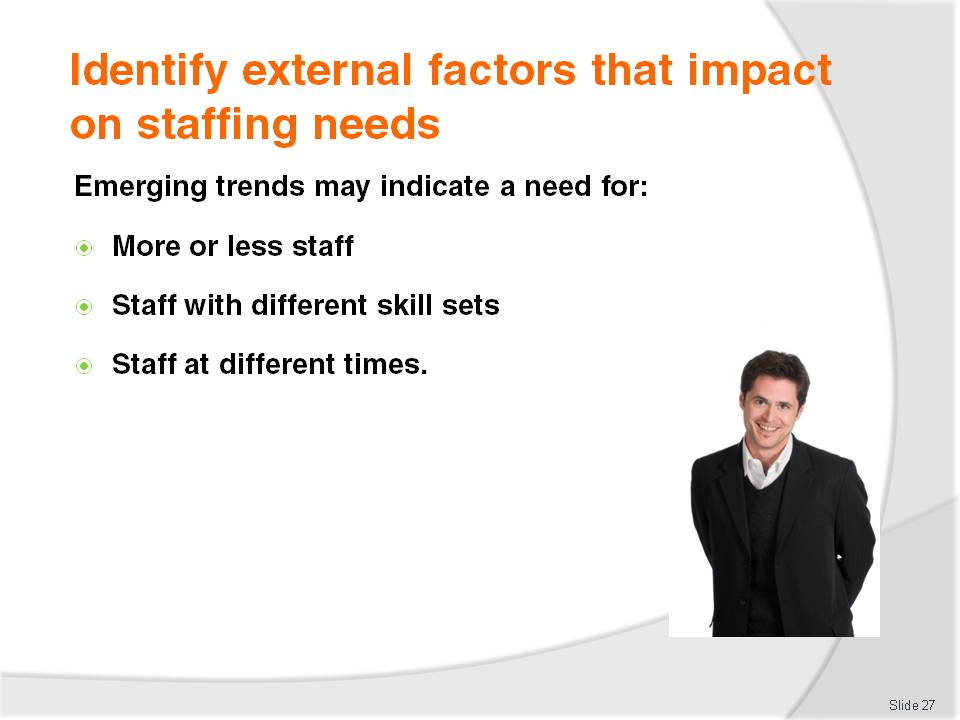 Identify external factors that impact
on staffing needs
Emerging trends may indicate a need for:
More or less staff
Staff with different skill sets
Staff at different times.
Slide 27